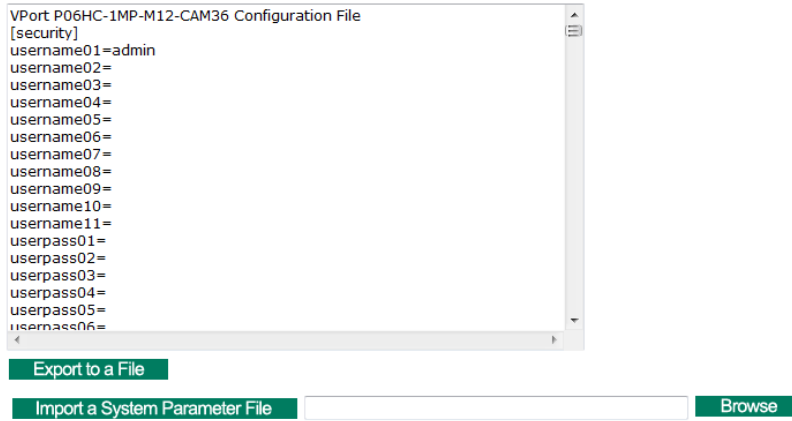 VPort P06HC-1MP-M12-CAM36 Configuration File
[security]
username01=admin
username02=
username03=
username04=
username05=
username06=
username07=
username08=
username09=
username10=
username11=
userpass01=
userpass02=
userpass03=
userpass04=
userpass05=
userpass06=
Export to a File
Import a System Parameter File
Browse